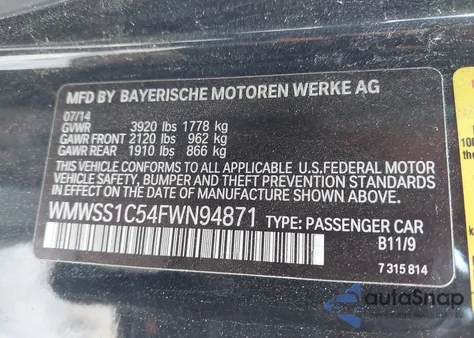 MFD BY BAYERISCHE MOTOREN WERKE AG
07/14
GVWR 3920 lbs 1778 kg
GAWR FRONT 2120 lbs 962 kg
GAWR REAR 1910 lbs 866 kg
THIS VEHICLE CONFORMS TO ALL APPLICABLE U.S.FEDERAL MOTOR
VEHICLE SAFETY, BUMPER AND THEFT PREVENTION STANDARDS
IN EFFECT ON THE DATE OF MANUFACTURE SHOWN ABOVE.
WMWSS1C54FWN94871 TYPE: PASSENGER CAR
B11/9
7 315 814
100
the
autoSnap